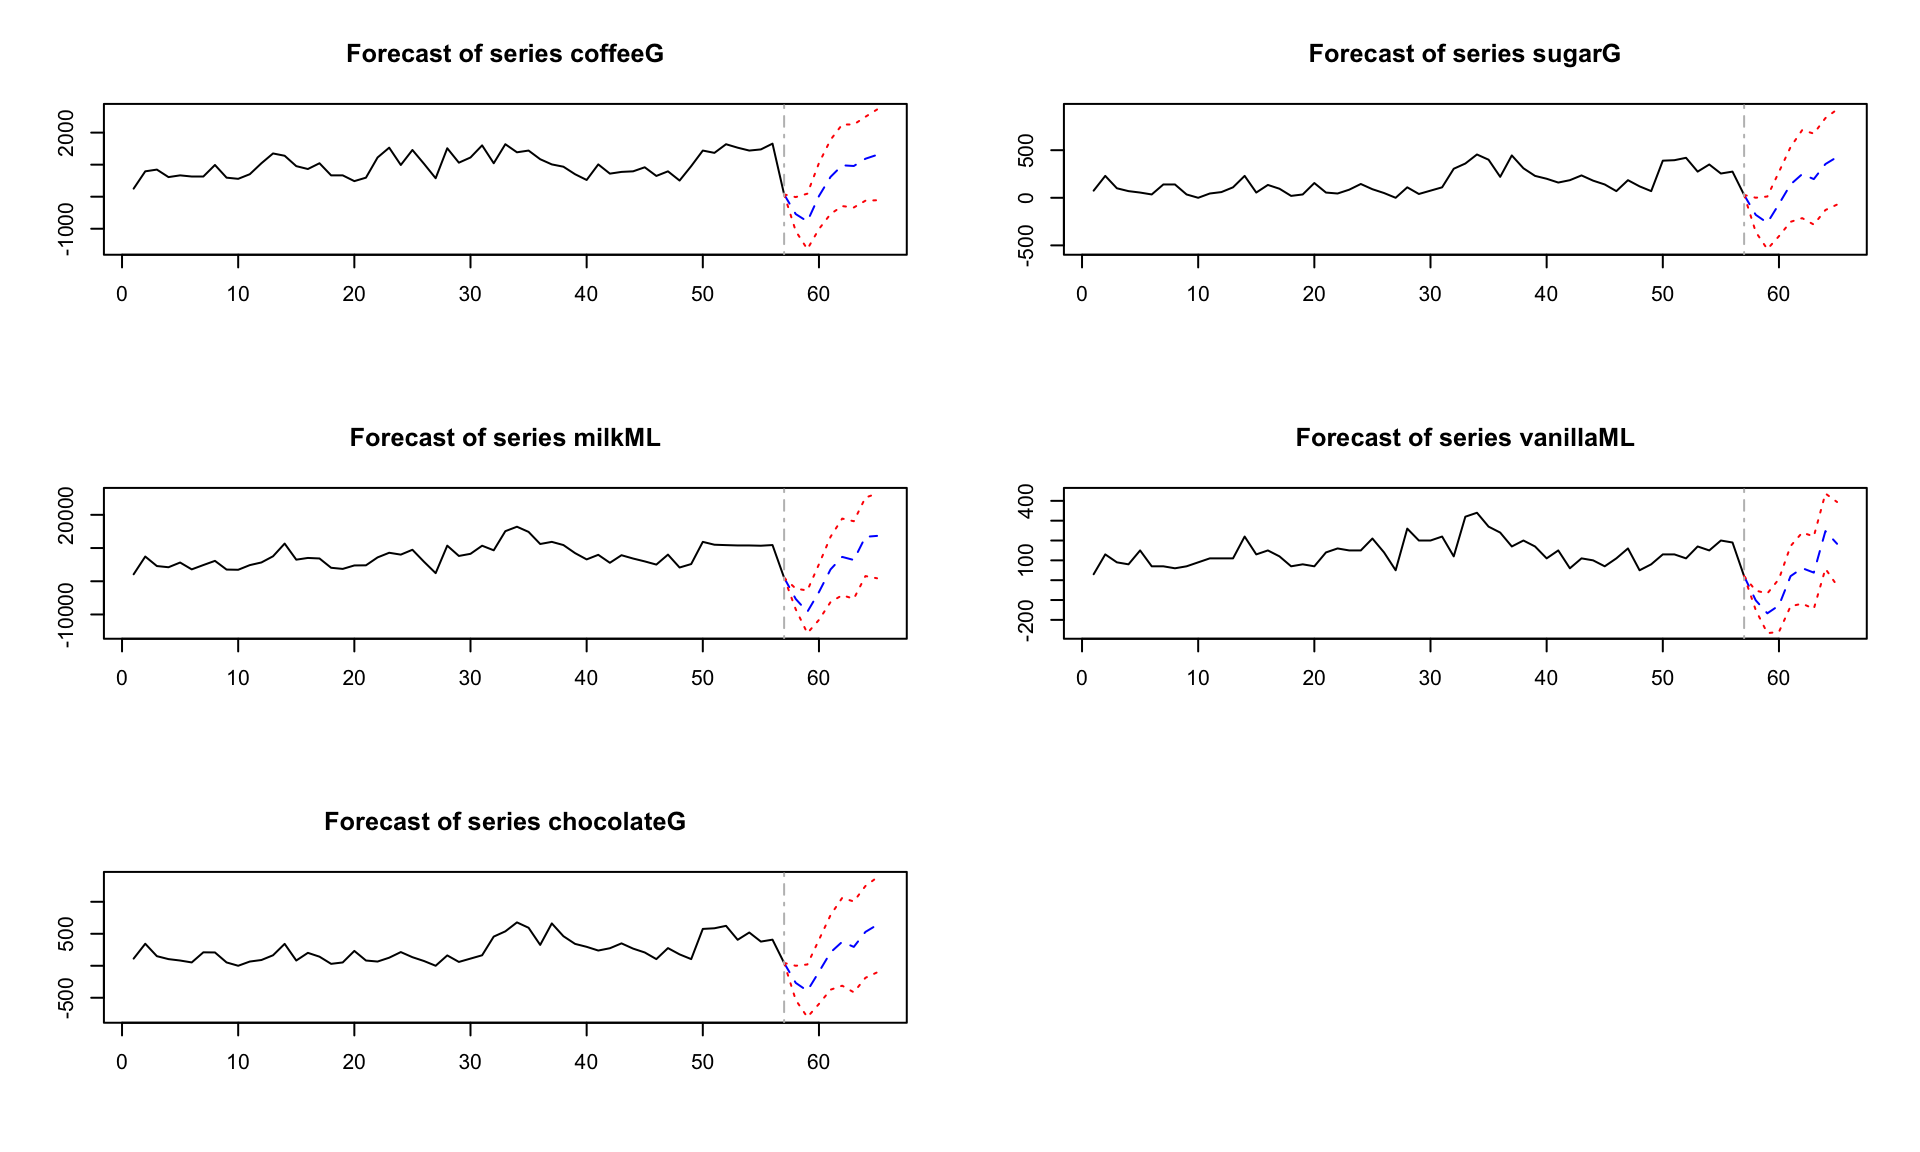 Forecast of series coffeeG
2000
-1000
0 10 20 30 40 50 60
Forecast of series sugarG
500
0
-500
0 10 20 30 40 50 60
Forecast of series milkML
20000
-10000
0 10 20 30 40 50 60
Forecast of series vanillaML
400
100
-200
0 10 20 30 40 50 60
Forecast of series chocolateG
500
-500
0 10 20 30 40 50 60